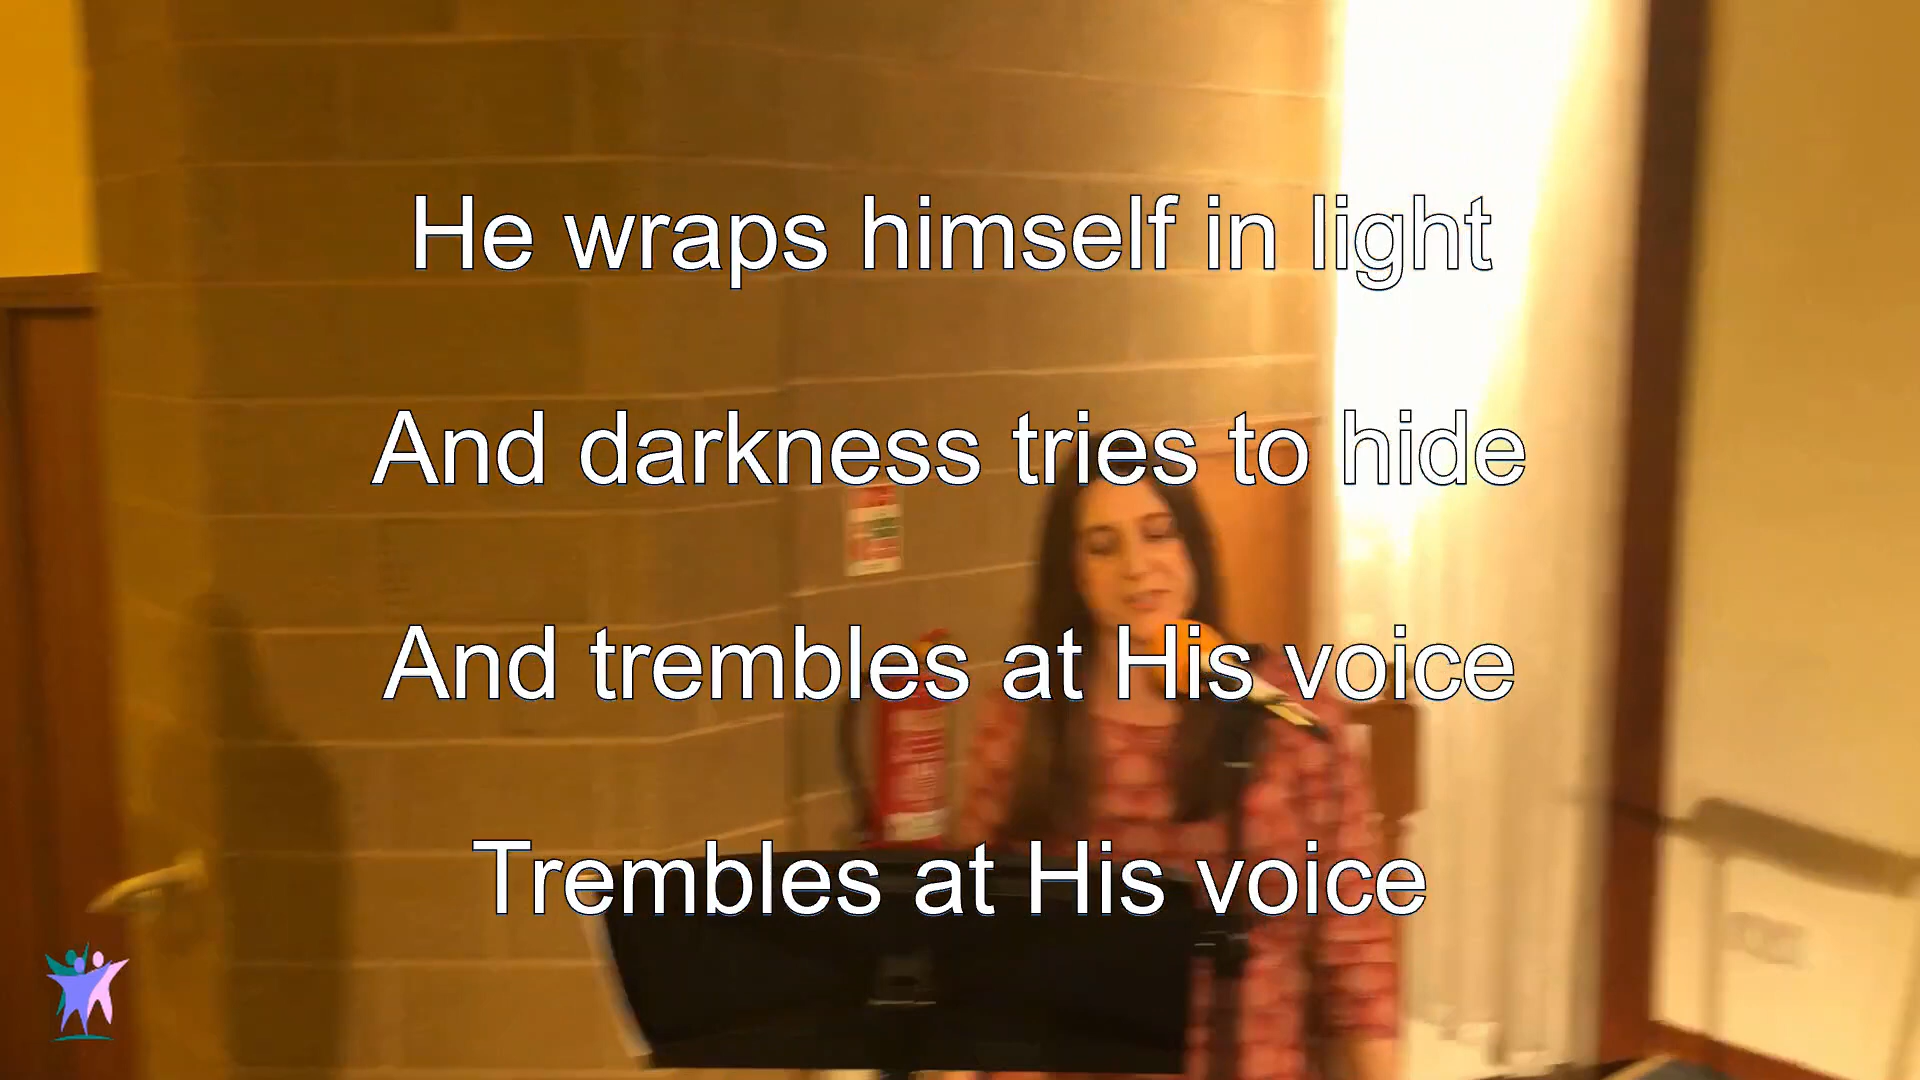 He wraps himself in light
And darkness tries to hide
And trembles at His voice
Trembles at His voice